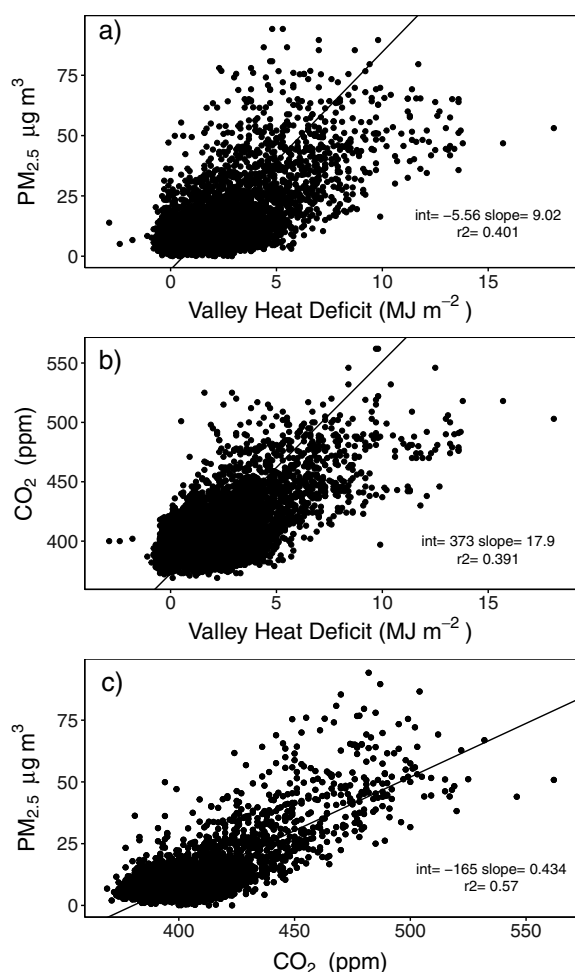 a)
PM₂.₅ µg m³
75
50
25
0
int= −5.56 slope= 9.02
r2= 0.401
0 5 10 15
Valley Heat Deficit (MJ m⁻² )
b)
CO₂ (ppm)
550
500
450
400
int= 373 slope= 17.9
r2= 0.391
0 5 10 15
Valley Heat Deficit (MJ m⁻² )
c)
PM₂.₅ µg m³
75
50
25
0
int= −165 slope= 0.434
r2= 0.57
400 450 500 550
CO₂ (ppm)